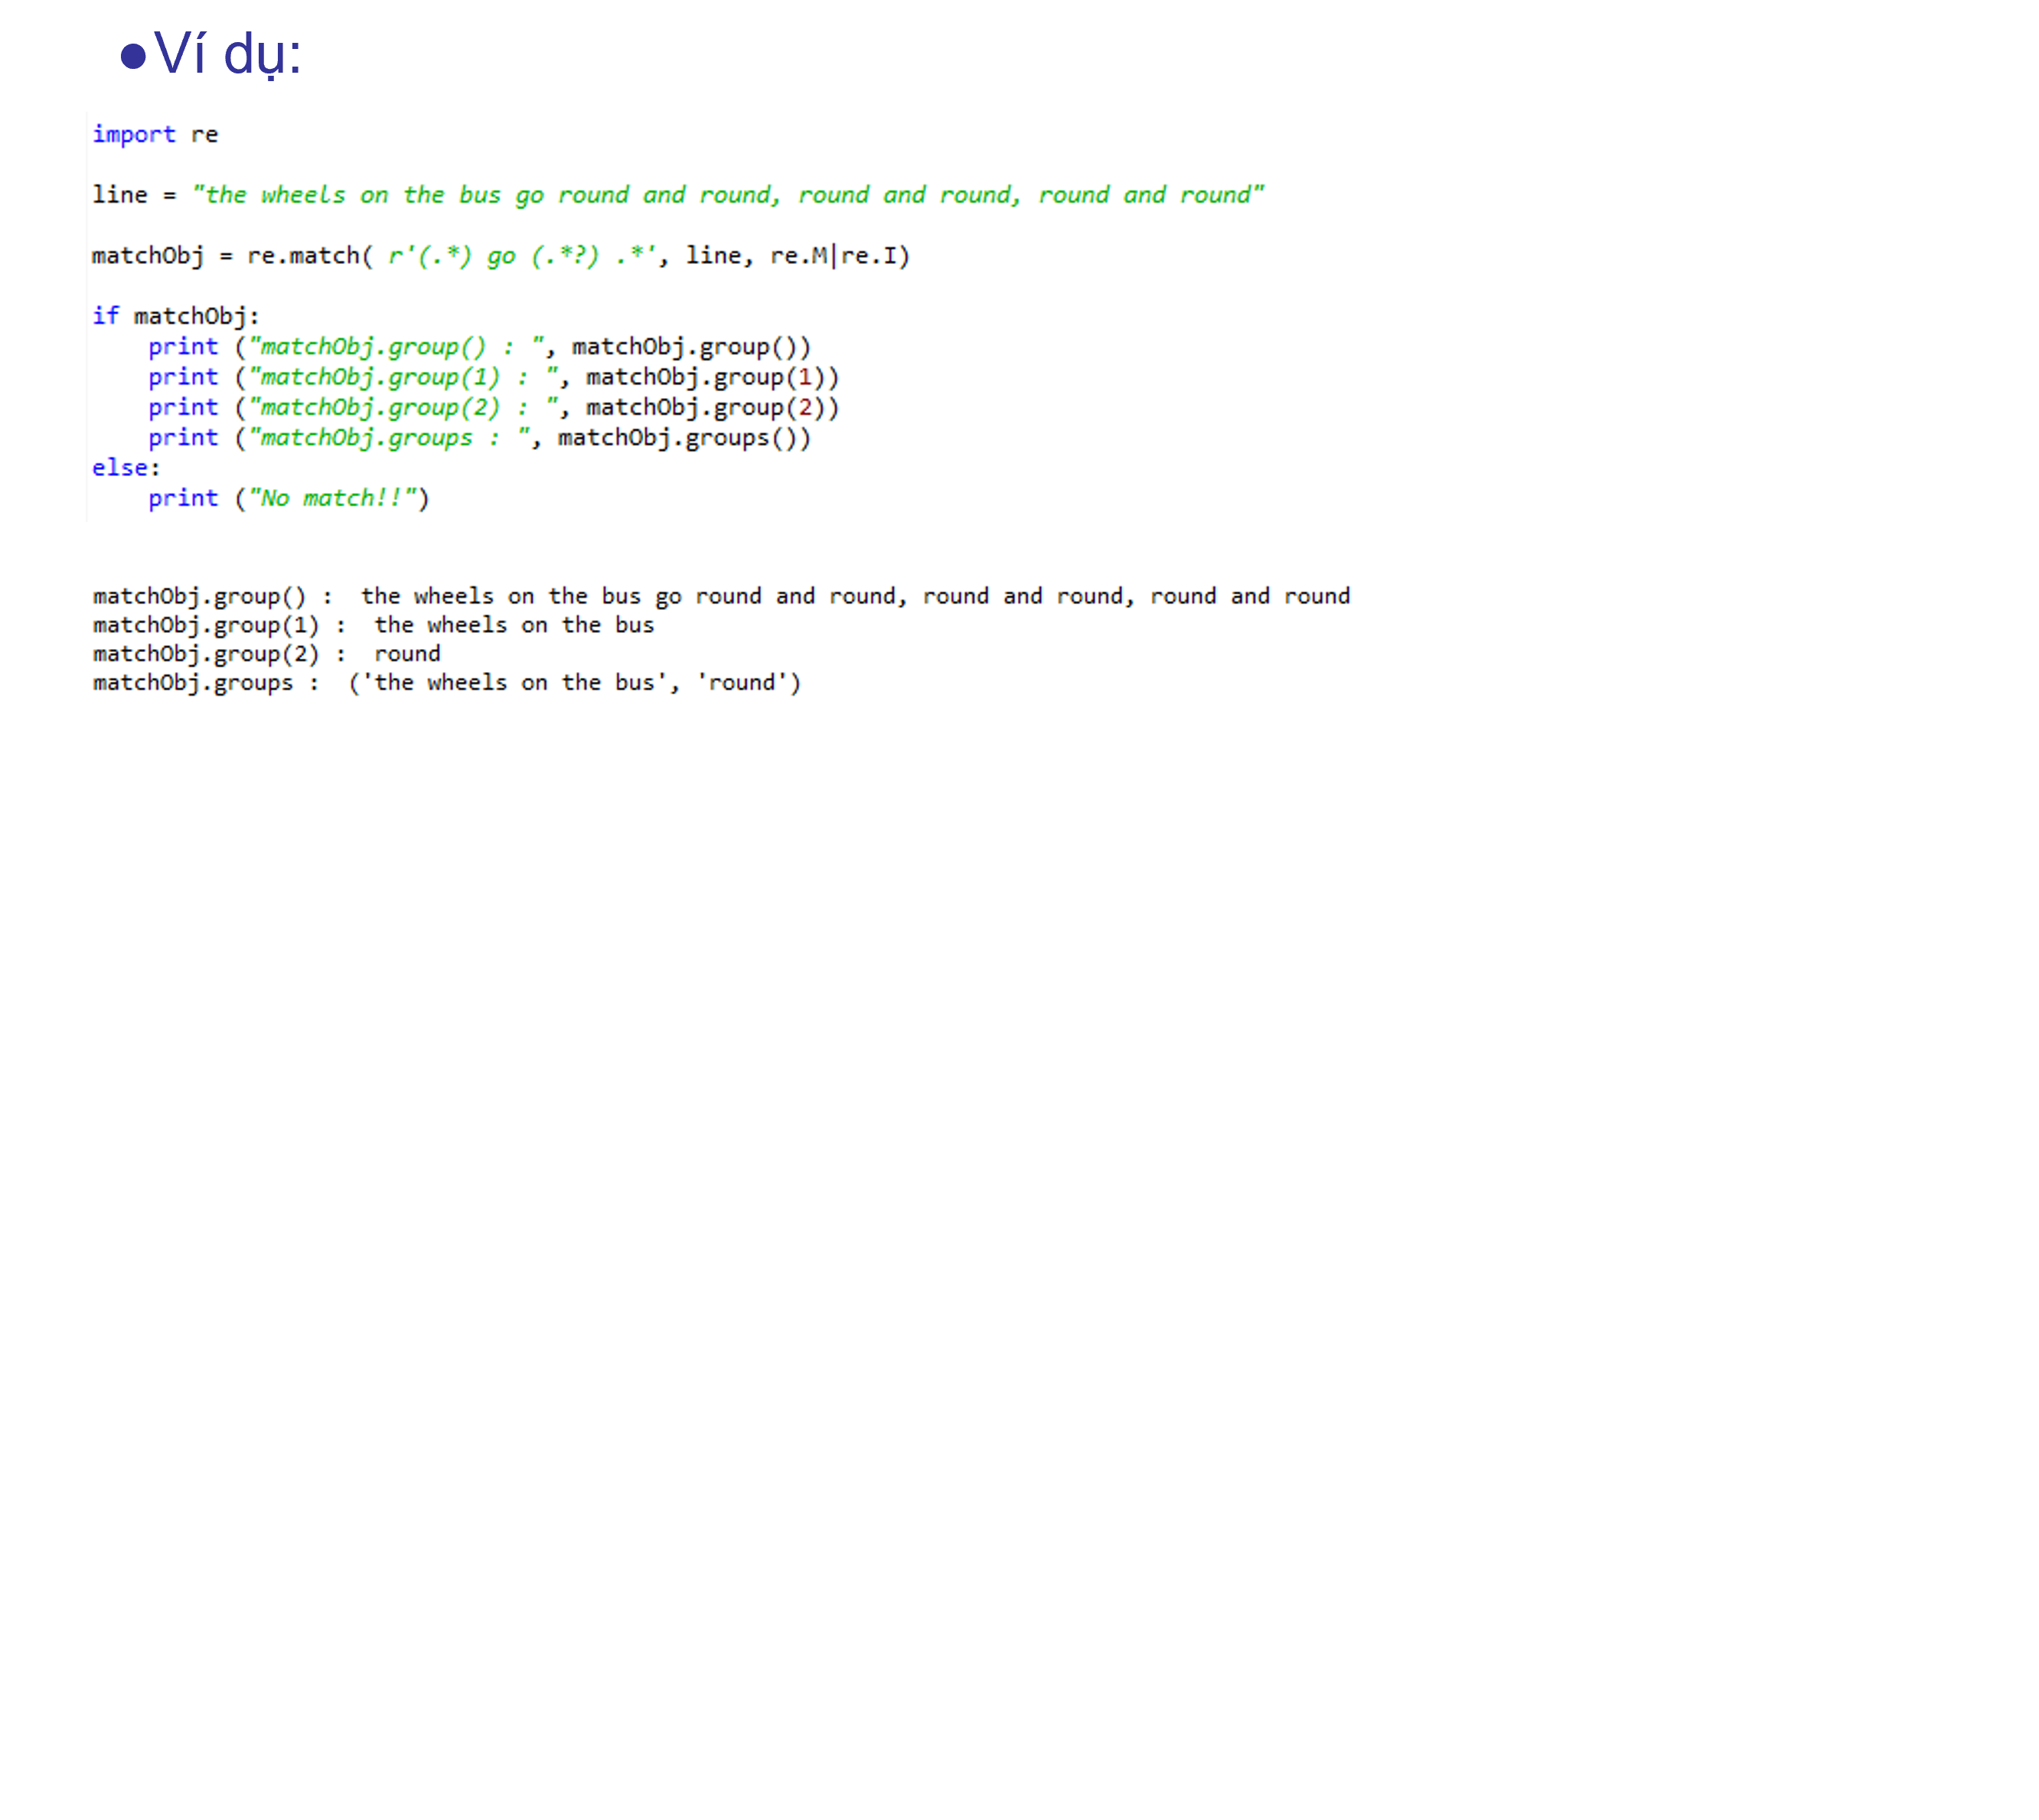 ●Ví dụ:
import re
line = "the wheels on the bus go round and round, round and round, round and round"
matchObj = re.match( r'(.*) go (.*?) .*', line, re.M|re.I)
if matchObj:
    print ("matchObj.group() : ", matchObj.group())
    print ("matchObj.group(1) : ", matchObj.group(1))
    print ("matchObj.group(2) : ", matchObj.group(2))
    print ("matchObj.groups : ", matchObj.groups())
else:
    print ("No match!!")
matchObj.group() :  the wheels on the bus go round and round, round and round, round and round
matchObj.group(1) :  the wheels on the bus
matchObj.group(2) :  round
matchObj.groups :  ('the wheels on the bus', 'round')